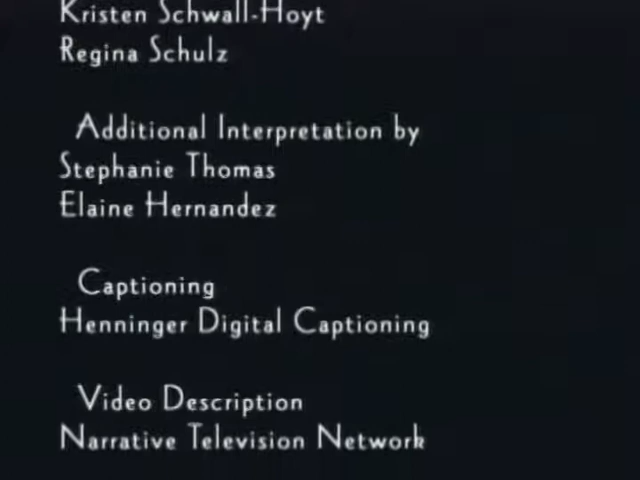 Kristen Schwall-Hoyt
Regina Schulz
Additional Interpretation by
Stephanie Thomas
Elaine Hernandez
Captioning
Henninger Digital Captioning
Video Description
Narrative Television Network